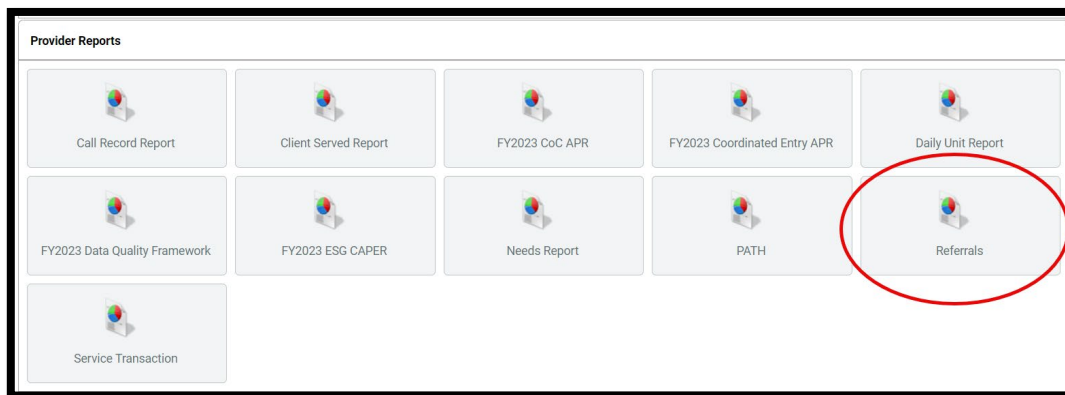 Provider Reports
Call Record Report
Client Served Report
FY2023 CoC APR
FY2023 Coordinated Entry APR
Daily Unit Report
FY2023 Data Quality Framework
FY2023 ESG CAPER
Needs Report
PATH
Referrals
Service Transaction